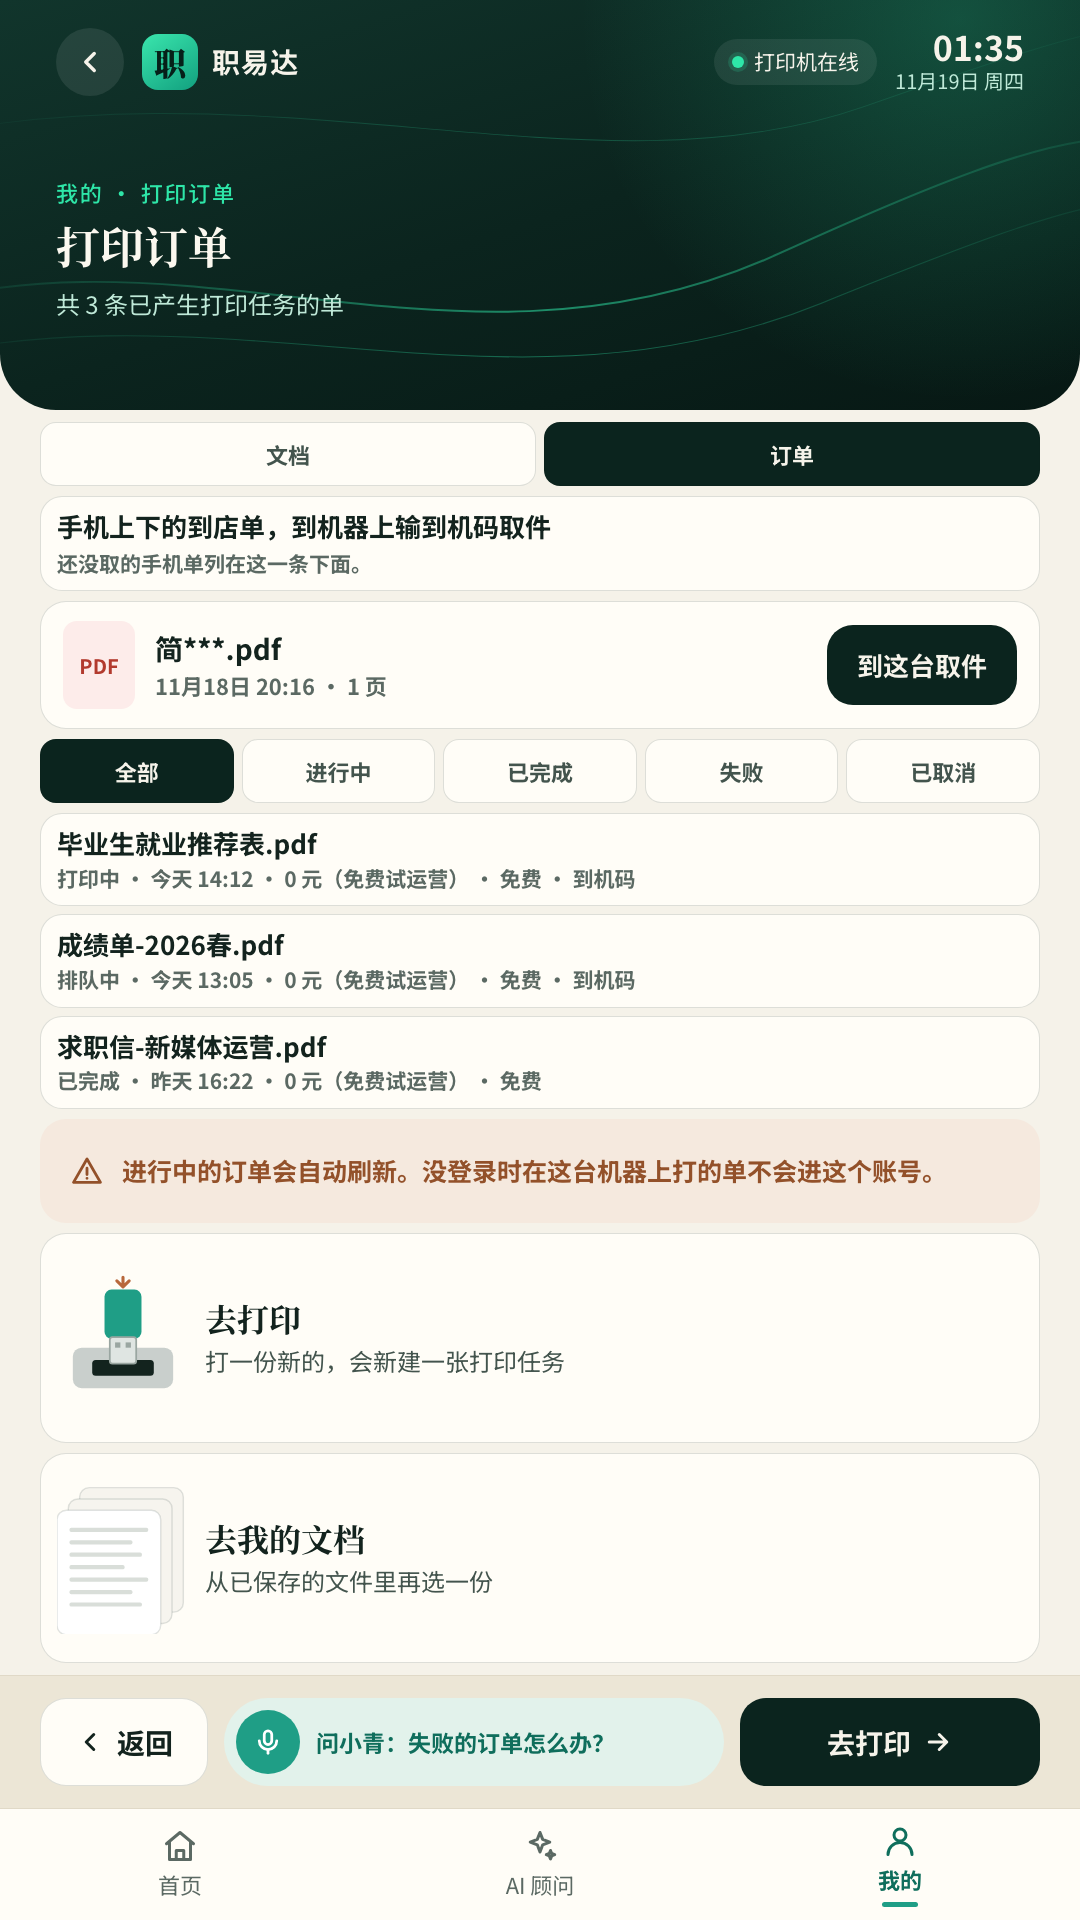 职 职易达
打印机在线
01:35
11月19日 周四
我的 · 打印订单
打印订单
共 3 条已产生打印任务的单
文档
订单
手机上下的到店单，到机器上输到机码取件
还没取的手机单列在这一条下面。
PDF
简***.pdf
11月18日 20:16 · 1 页
到这台取件
全部
进行中
已完成
失败
已取消
毕业生就业推荐表.pdf
打印中 · 今天 14:12 · 0 元（免费试运营） · 免费 · 到机码
成绩单-2026春.pdf
排队中 · 今天 13:05 · 0 元（免费试运营） · 免费 · 到机码
求职信-新媒体运营.pdf
已完成 · 昨天 16:22 · 0 元（免费试运营） · 免费
进行中的订单会自动刷新。没登录时在这台机器上打的单不会进这个账号。
去打印
打一份新的，会新建一张打印任务
去我的文档
从已保存的文件里再选一份
返回
问小青：失败的订单怎么办？
去打印
首页
AI 顾问
我的